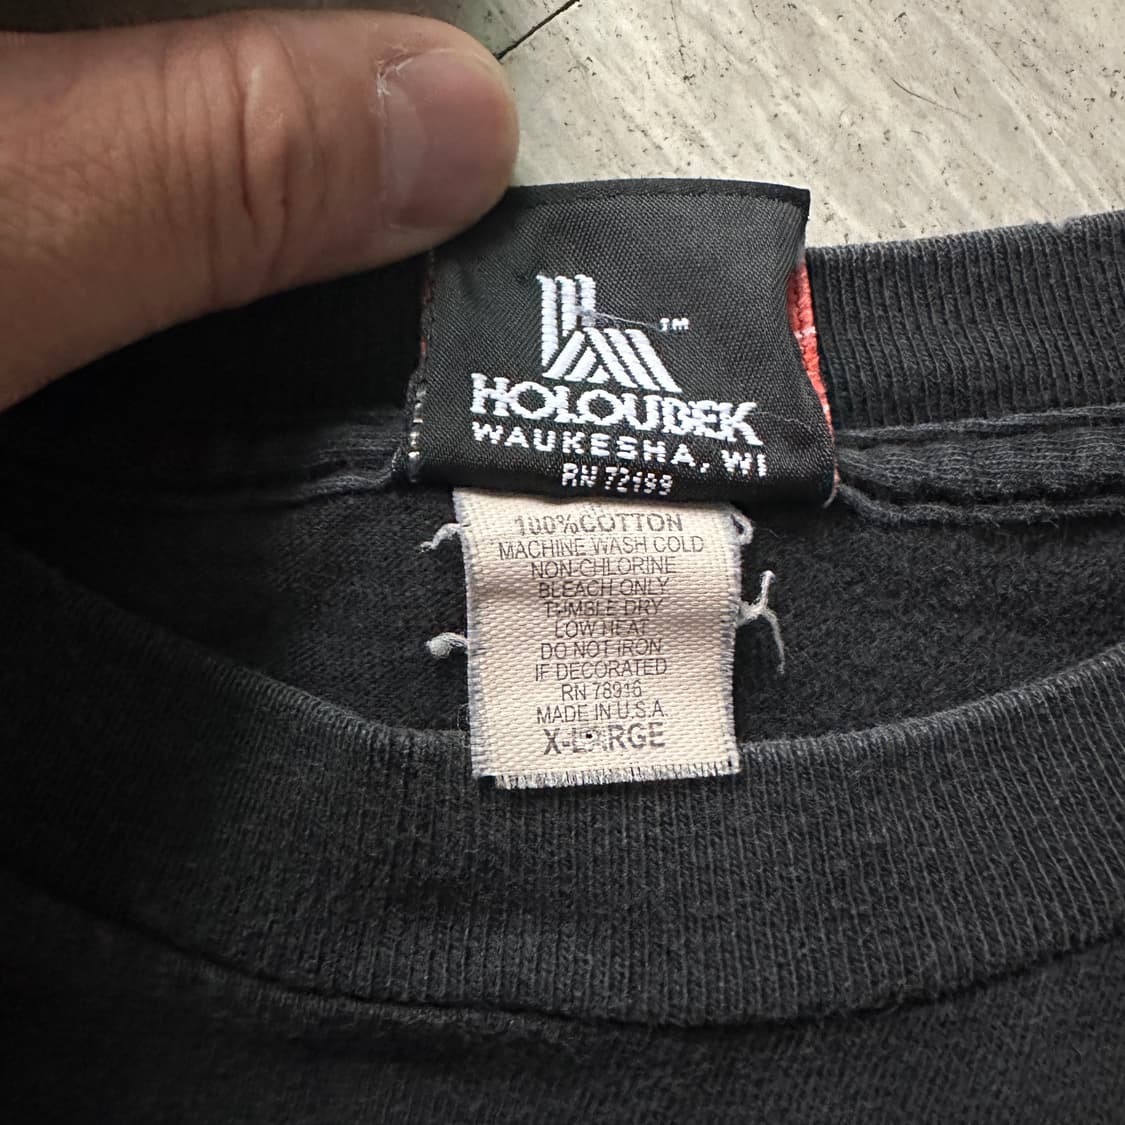 TM
HOLOUBEK
WAUKESHA, WI
RN 72199
100% COTTON
MACHINE WASH COLD
NON-CHLORINE
BLEACH ONLY
TUMBLE DRY
LOW HEAT
DO NOT IRON
IF DECORATED
RN 78916
MADE IN U.S.A.
X-LARGE